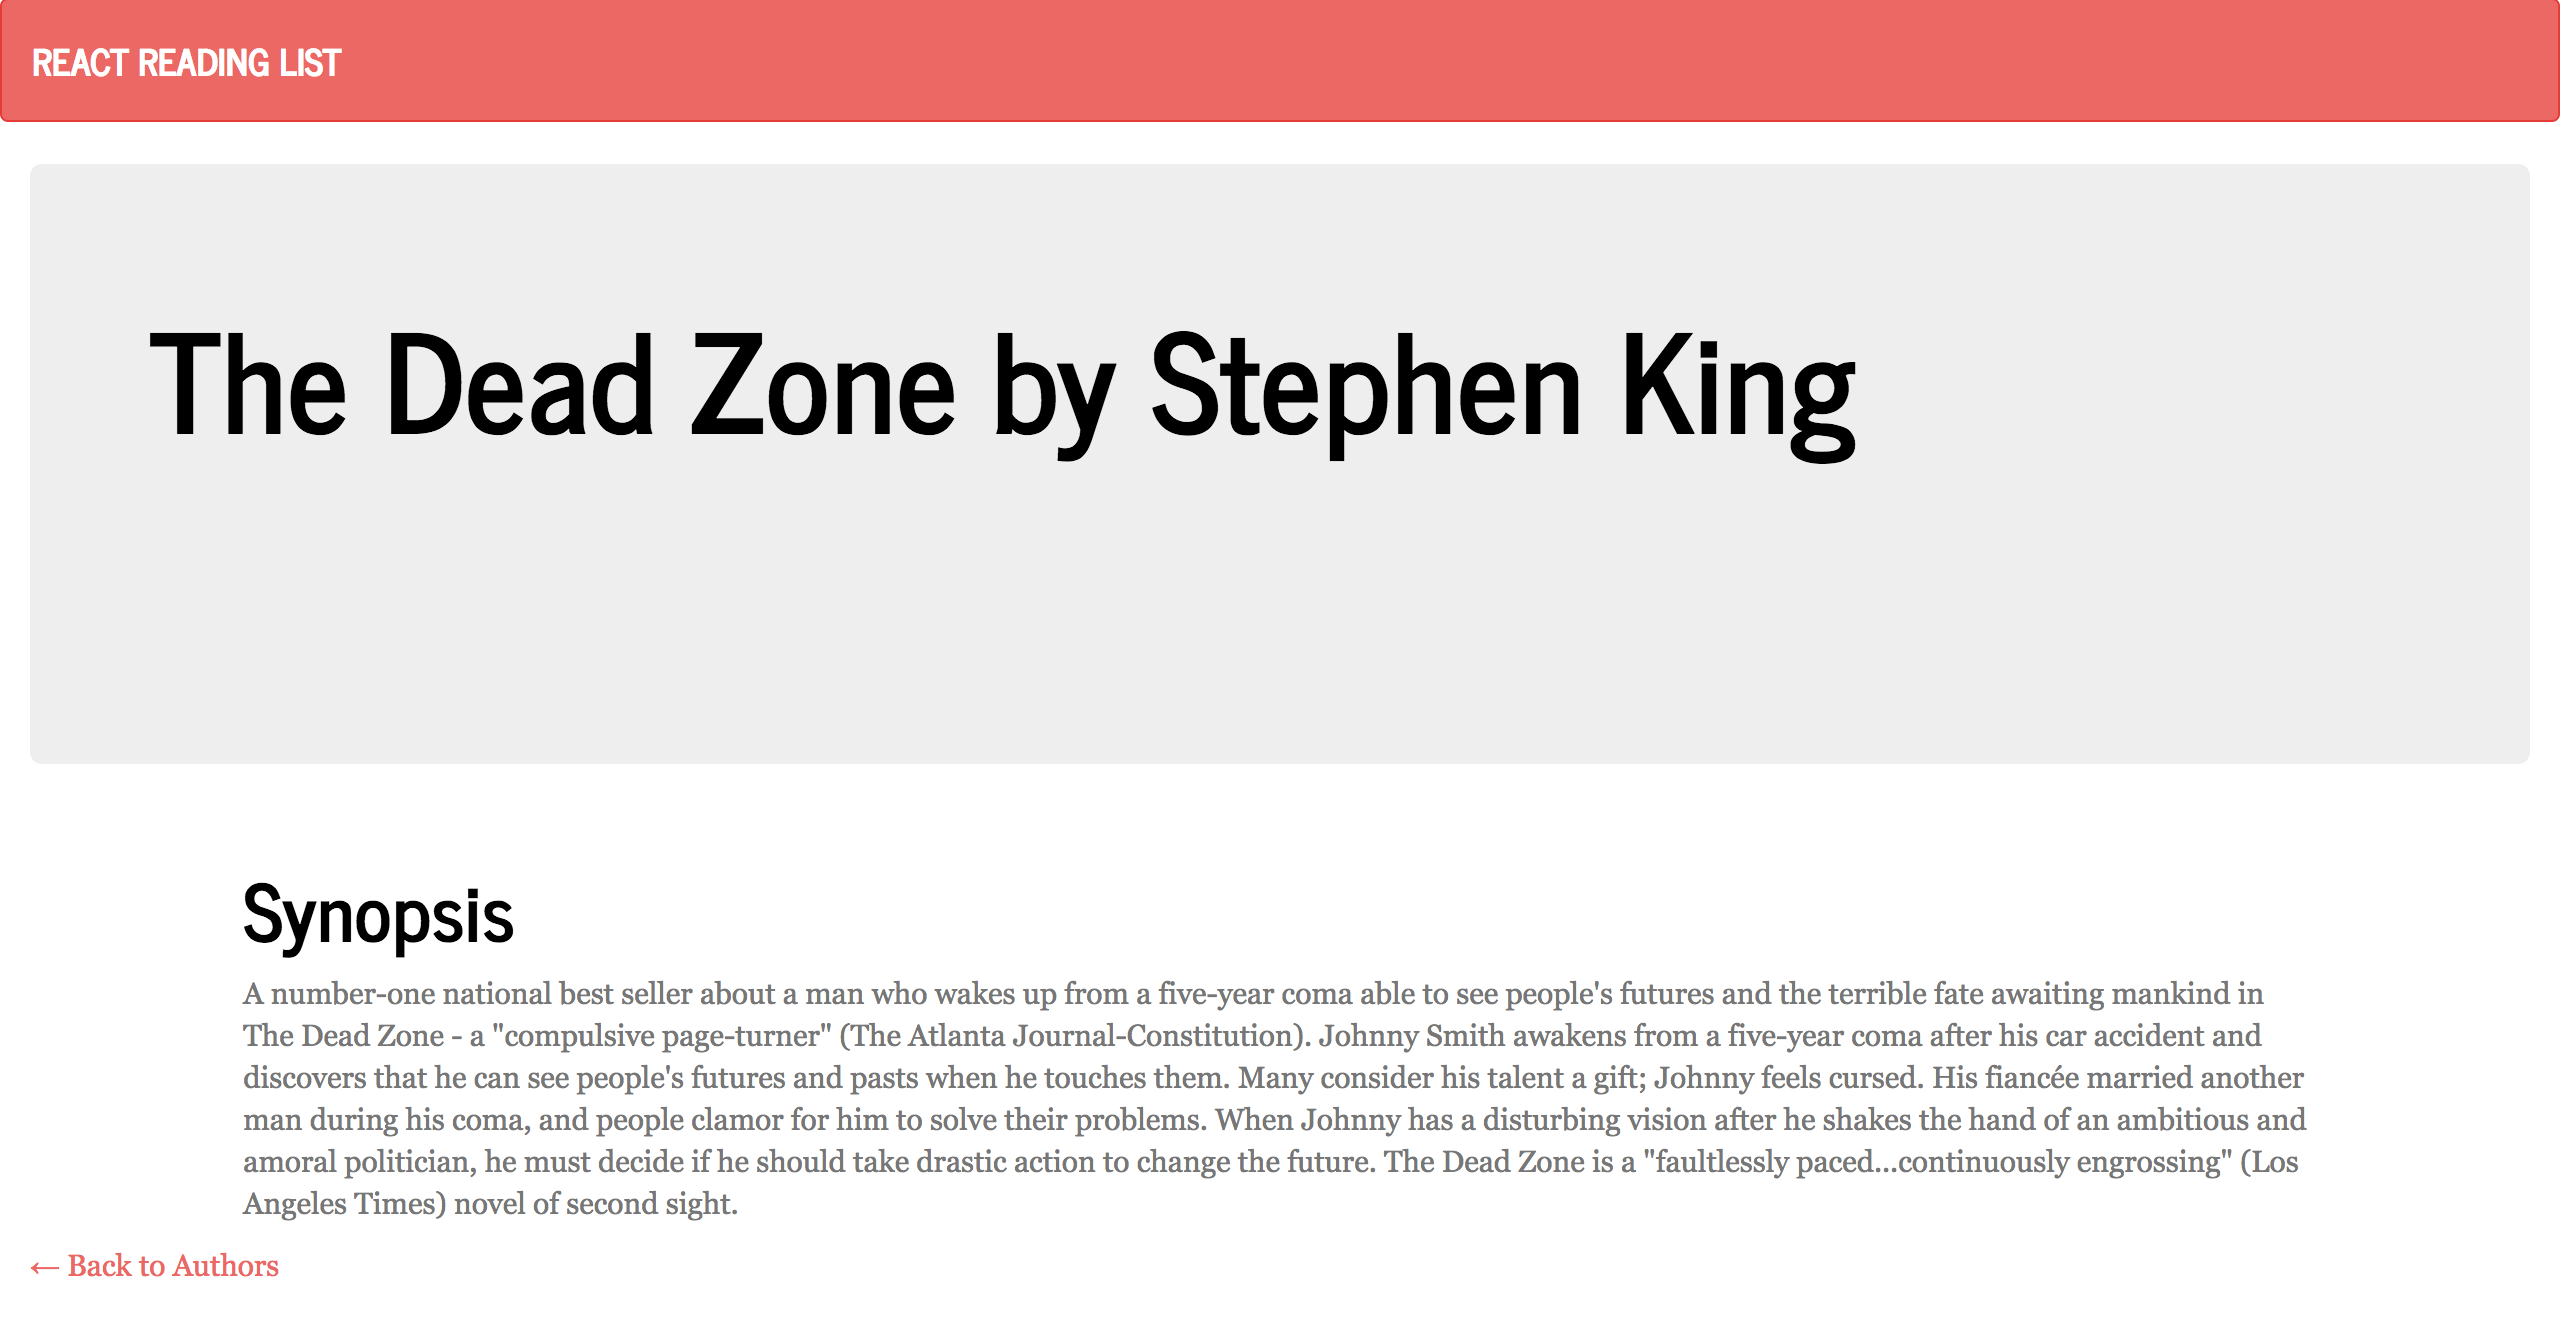 REACT READING LIST
The Dead Zone by Stephen King
Synopsis
A number-one national best seller about a man who wakes up from a five-year coma able to see people's futures and the terrible fate awaiting mankind in
The Dead Zone - a "compulsive page-turner" (The Atlanta Journal-Constitution). Johnny Smith awakens from a five-year coma after his car accident and
discovers that he can see people's futures and pasts when he touches them. Many consider his talent a gift; Johnny feels cursed. His fiancée married another
man during his coma, and people clamor for him to solve their problems. When Johnny has a disturbing vision after he shakes the hand of an ambitious and
amoral politician, he must decide if he should take drastic action to change the future. The Dead Zone is a "faultlessly paced...continuously engrossing" (Los
Angeles Times) novel of second sight.
← Back to Authors